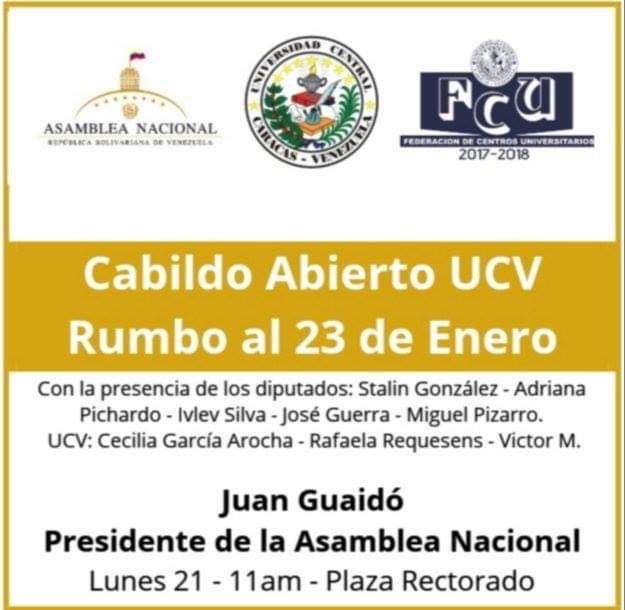 ASAMBLEA NACIONAL
REPÚBLICA BOLIVARIANA DE VENEZUELA
UNIVERSIDAD CENTRAL
CARACAS - VENEZUELA
FCU
FEDERACION DE CENTROS UNIVERSITARIOS
2017-2018
Cabildo Abierto UCV
Rumbo al 23 de Enero
Con la presencia de los diputados: Stalin González - Adriana
Pichardo - Ivlev Silva - José Guerra - Miguel Pizarro.
UCV: Cecilia García Arocha - Rafaela Requesens - Victor M.
Juan Guaidó
Presidente de la Asamblea Nacional
Lunes 21 - 11am - Plaza Rectorado